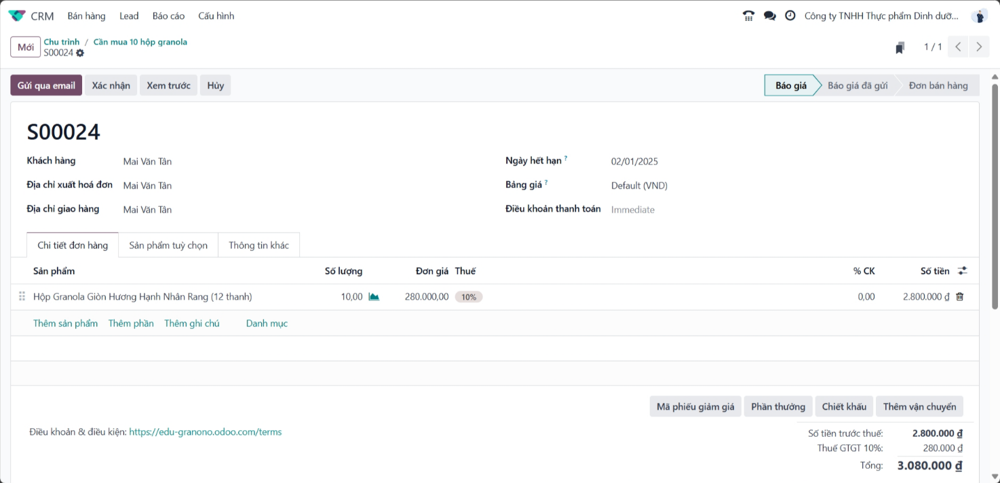 CRM Bán hàng Lead Báo cáo Cấu hình Công ty TNHH Thực phẩm Dinh dưỡ...
Mới Chu trình / Cần mua 10 hộp granola 1 / 1
S00024
Gửi qua email Xác nhận Xem trước Hủy Báo giá Báo giá đã gửi Đơn bán hàng
S00024
Khách hàng Mai Văn Tân Ngày hết hạn ? 02/01/2025
Địa chỉ xuất hoá đơn Mai Văn Tân Bảng giá ? Default (VND)
Địa chỉ giao hàng Mai Văn Tân Điều khoản thanh toán Immediate
Chi tiết đơn hàng Sản phẩm tuỳ chọn Thông tin khác
Sản phẩm Số lượng Đơn giá Thuế % CK Số tiền
Hộp Granola Giòn Hương Hạnh Nhân Rang (12 thanh) 10,00 280.000,00 10% 0,00 2.800.000 ₫
Thêm sản phẩm Thêm phần Thêm ghi chú Danh mục
Mã phiếu giảm giá Phần thưởng Chiết khấu Thêm vận chuyển
Điều khoản & điều kiện: https://edu-granono.odoo.com/terms
Số tiền trước thuế: 2.800.000 ₫
Thuế GTGT 10%: 280.000 ₫
Tổng: 3.080.000 ₫